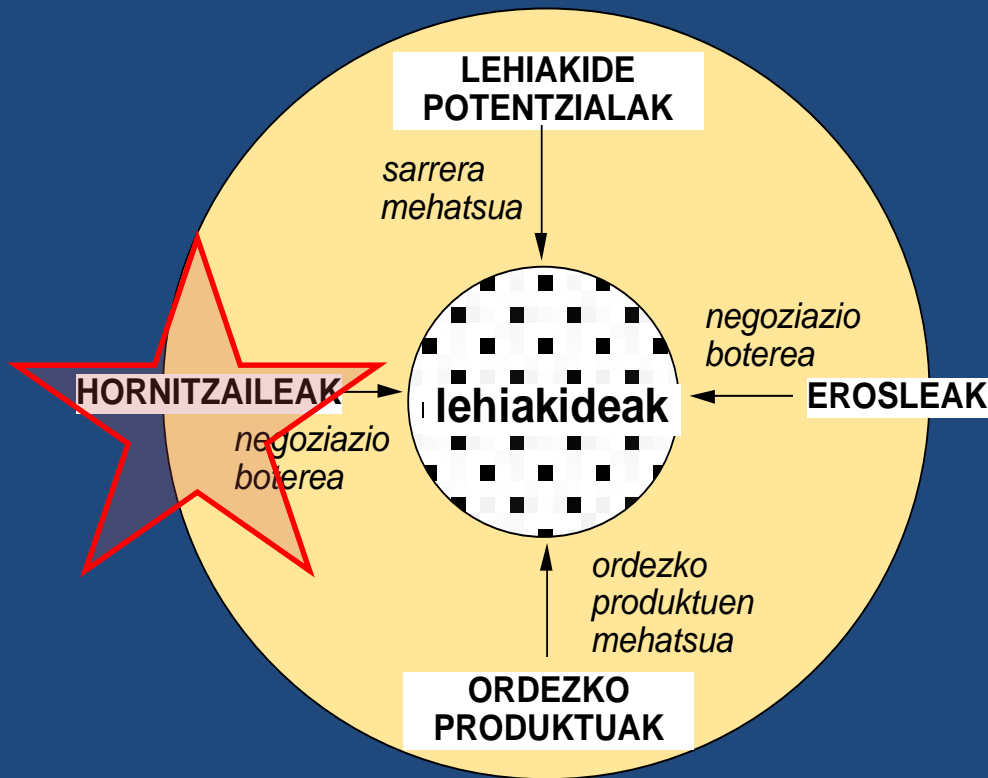 LEHIAKIDE
POTENTZIALAK
sarrera
mehatsua
negoziazio
boterea
HORNITZAILEAK
lehiakideak
EROSLEAK
negoziazio
boterea
ordezko
produktuen
mehatsua
ORDEZKO
PRODUKTUAK